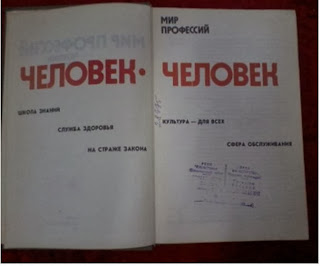 ЧЕЛОВЕК •
ШКОЛА ЗНАНИЙ
СЛУЖБА ЗДОРОВЬЯ
НА СТРАЖЕ ЗАКОНА
МИР
ПРОФЕССИЙ
ЧЕЛОВЕК
КУЛЬТУРА — ДЛЯ ВСЕХ
СФЕРА ОБСЛУЖИВАНИЯ